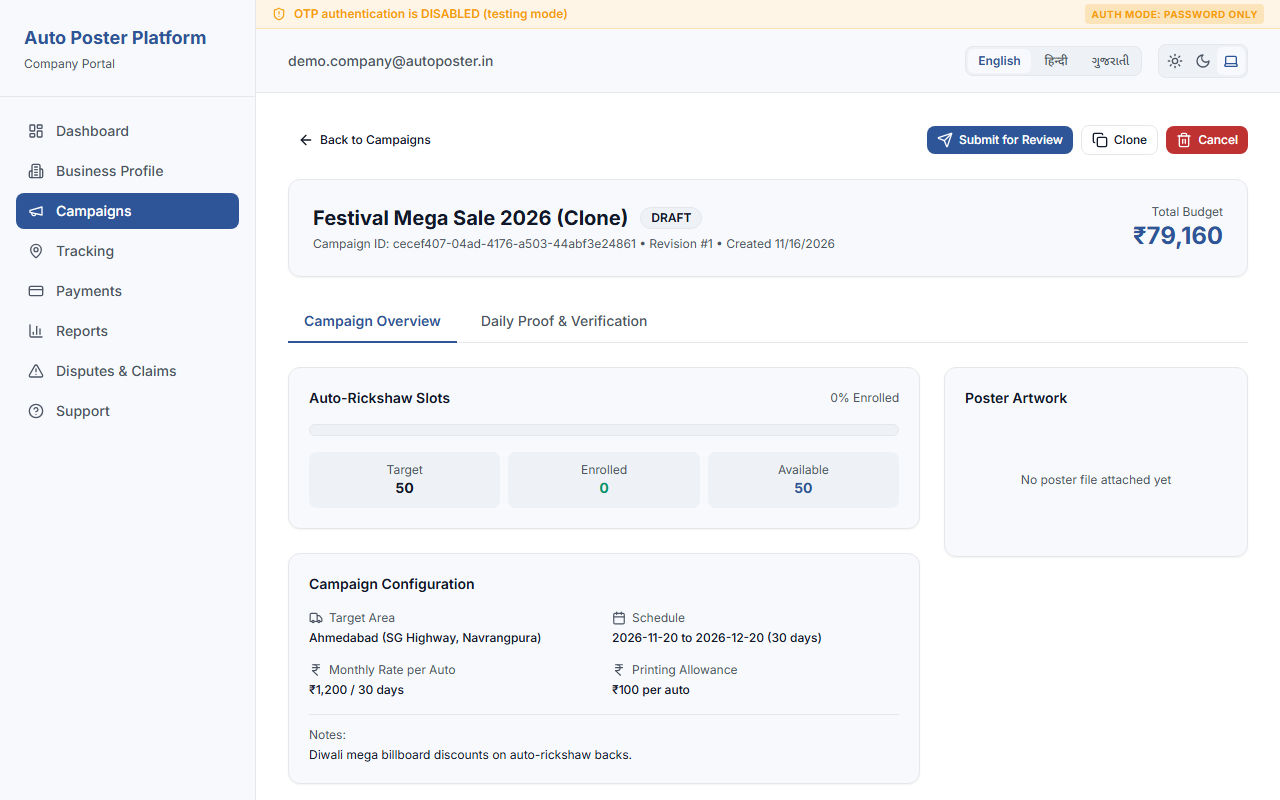 Auto Poster Platform
Company Portal
Dashboard
Business Profile
Campaigns
Tracking
Payments
Reports
Disputes & Claims
Support
OTP authentication is DISABLED (testing mode)
AUTH MODE: PASSWORD ONLY
demo.company@autoposter.in
English हिन्दी ગુજરાતી
Back to Campaigns
Submit for Review
Clone
Cancel
Festival Mega Sale 2026 (Clone) DRAFT
Campaign ID: cecef407-04ad-4176-a503-44abf3e24861 • Revision #1 • Created 11/16/2026
Total Budget
₹79,160
Campaign Overview
Daily Proof & Verification
Auto-Rickshaw Slots
0% Enrolled
Target
50
Enrolled
0
Available
50
Poster Artwork
No poster file attached yet
Campaign Configuration
Target Area
Ahmedabad (SG Highway, Navrangpura)
Schedule
2026-11-20 to 2026-12-20 (30 days)
Monthly Rate per Auto
₹1,200 / 30 days
Printing Allowance
₹100 per auto
Notes:
Diwali mega billboard discounts on auto-rickshaw backs.